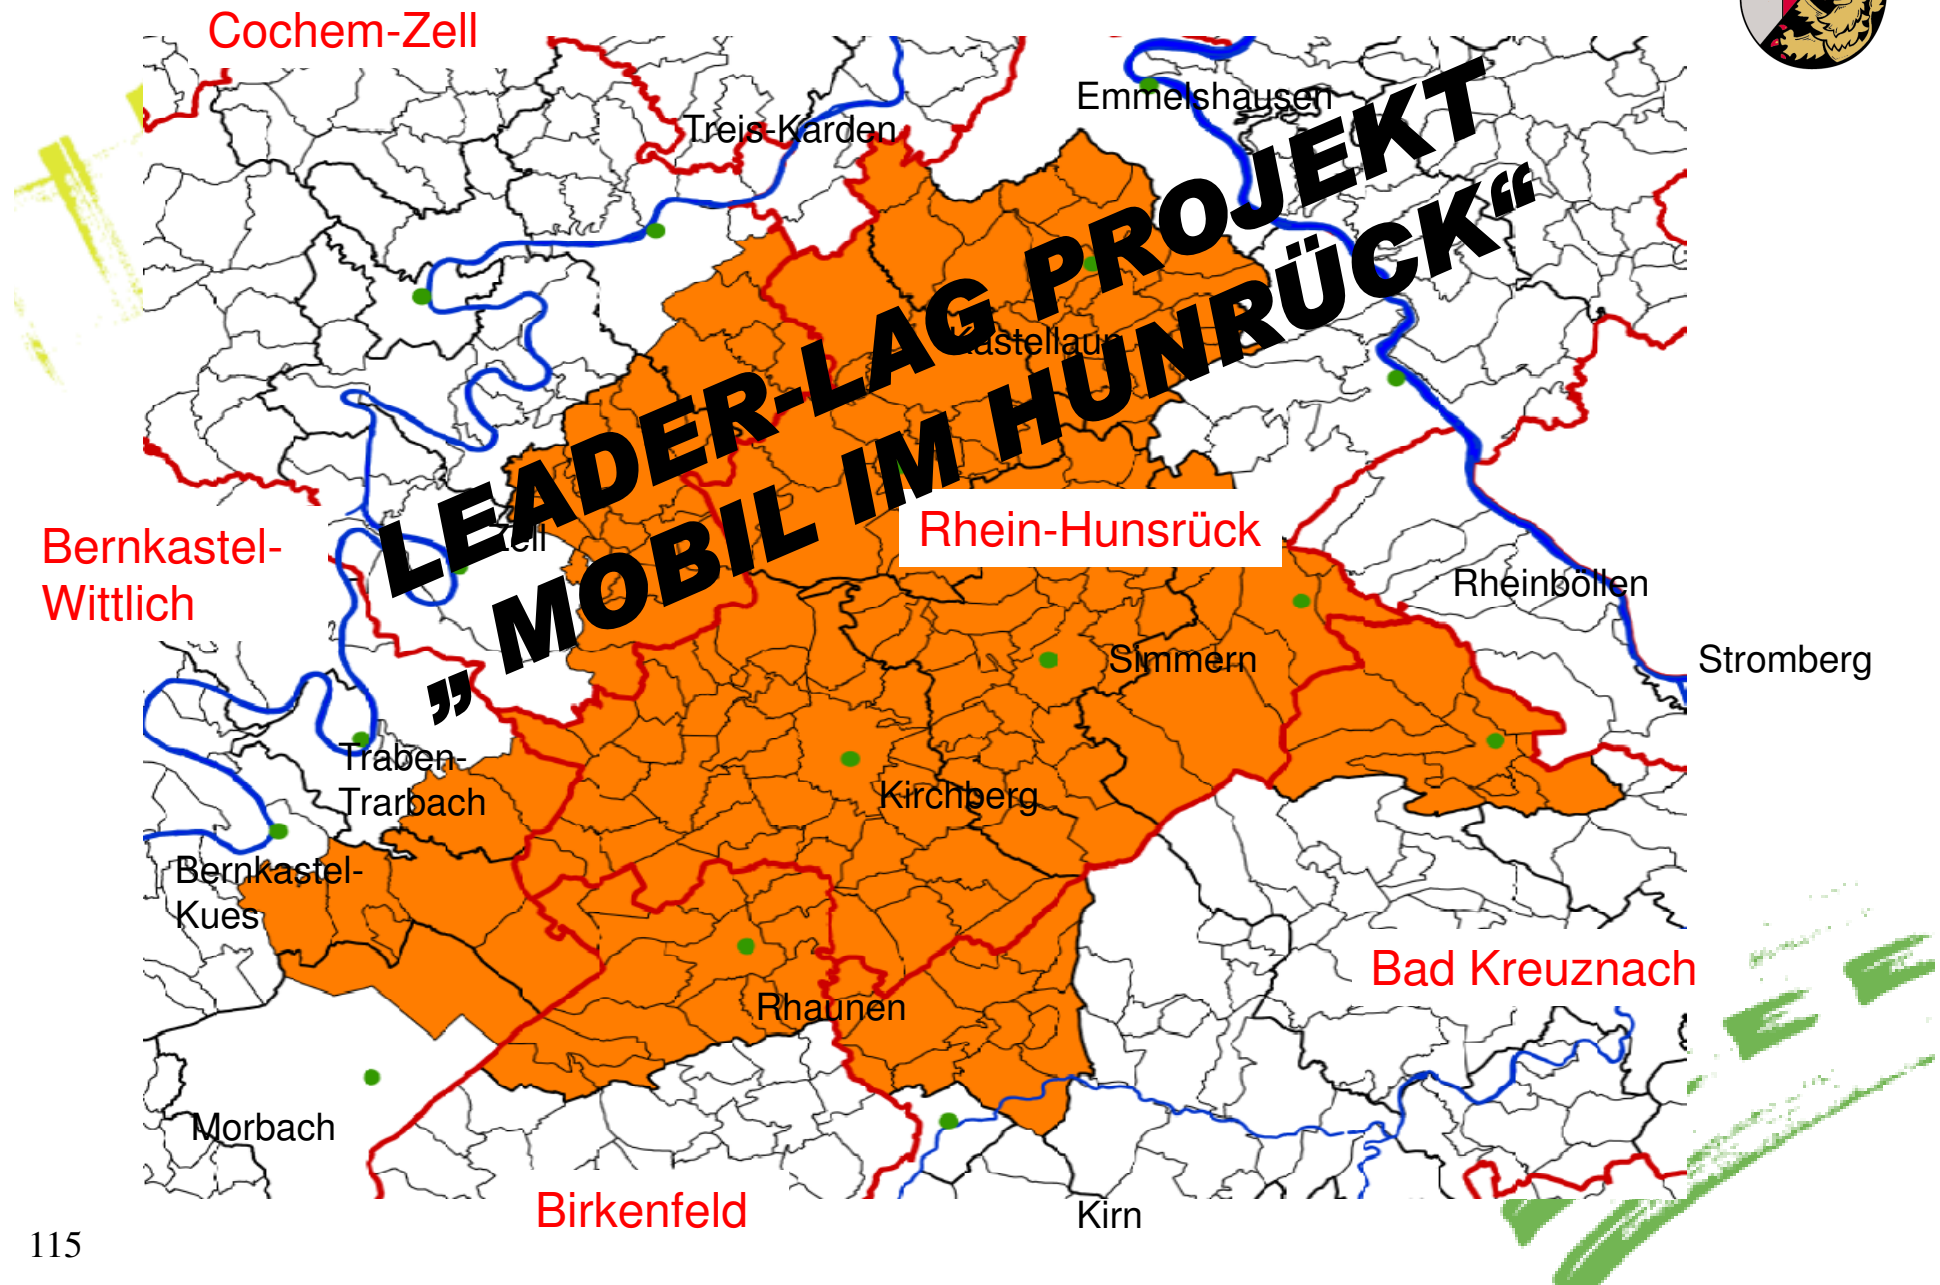 Cochem-Zell
Emmelshausen
Treis-Karden
LEADER-LAG PROJEKT
„MOBIL IM HUNRÜCK“
Kastellaun
Zell
Rhein-Hunsrück
Bernkastel-
Wittlich
Rheinböllen
Simmern
Stromberg
Traben-
Trarbach
Kirchberg
Bernkastel-
Kues
Bad Kreuznach
Rhaunen
Morbach
Birkenfeld
Kirn
115